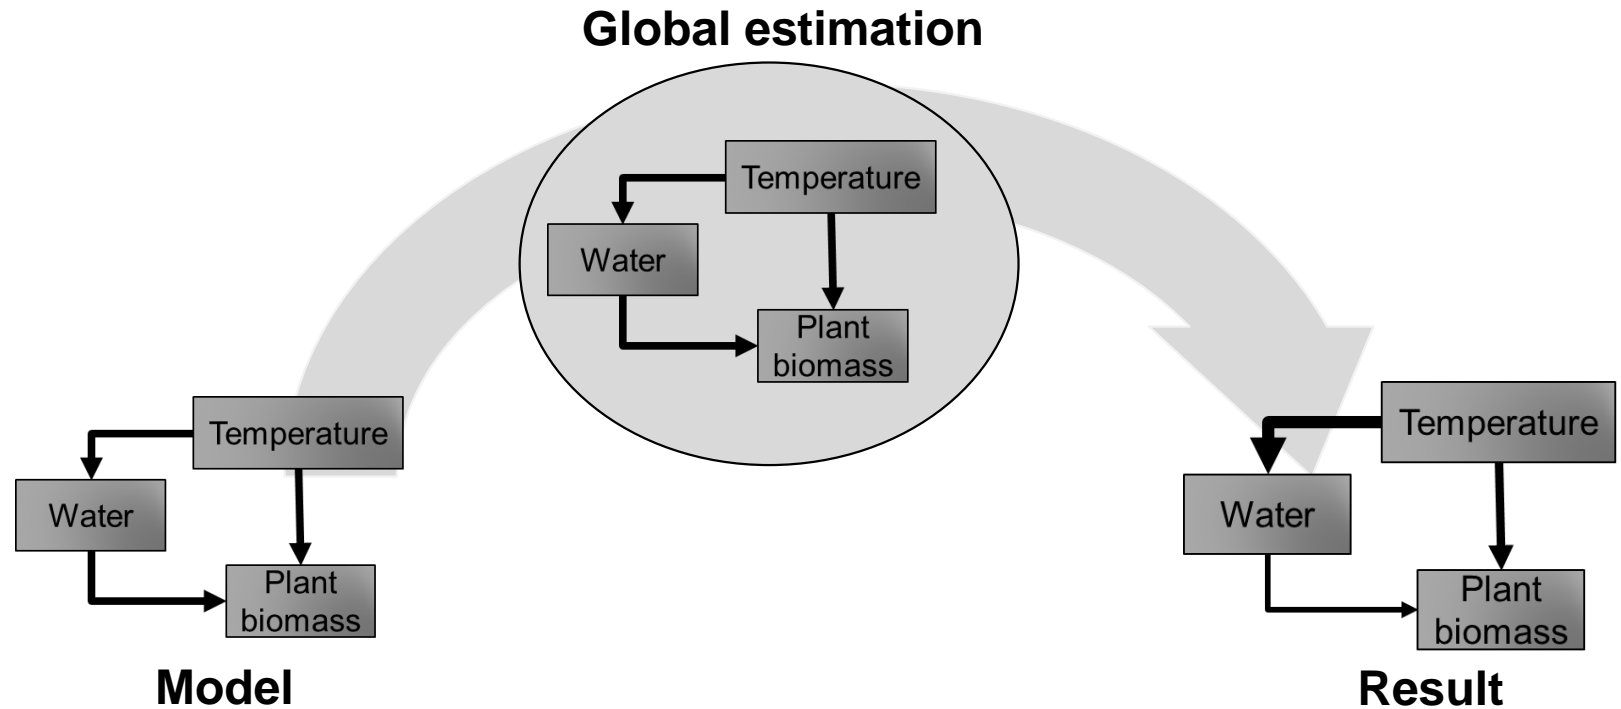 Global estimation
Temperature
Water
Plant
biomass
Temperature
Water
Plant
biomass
Model
Temperature
Water
Plant
biomass
Result